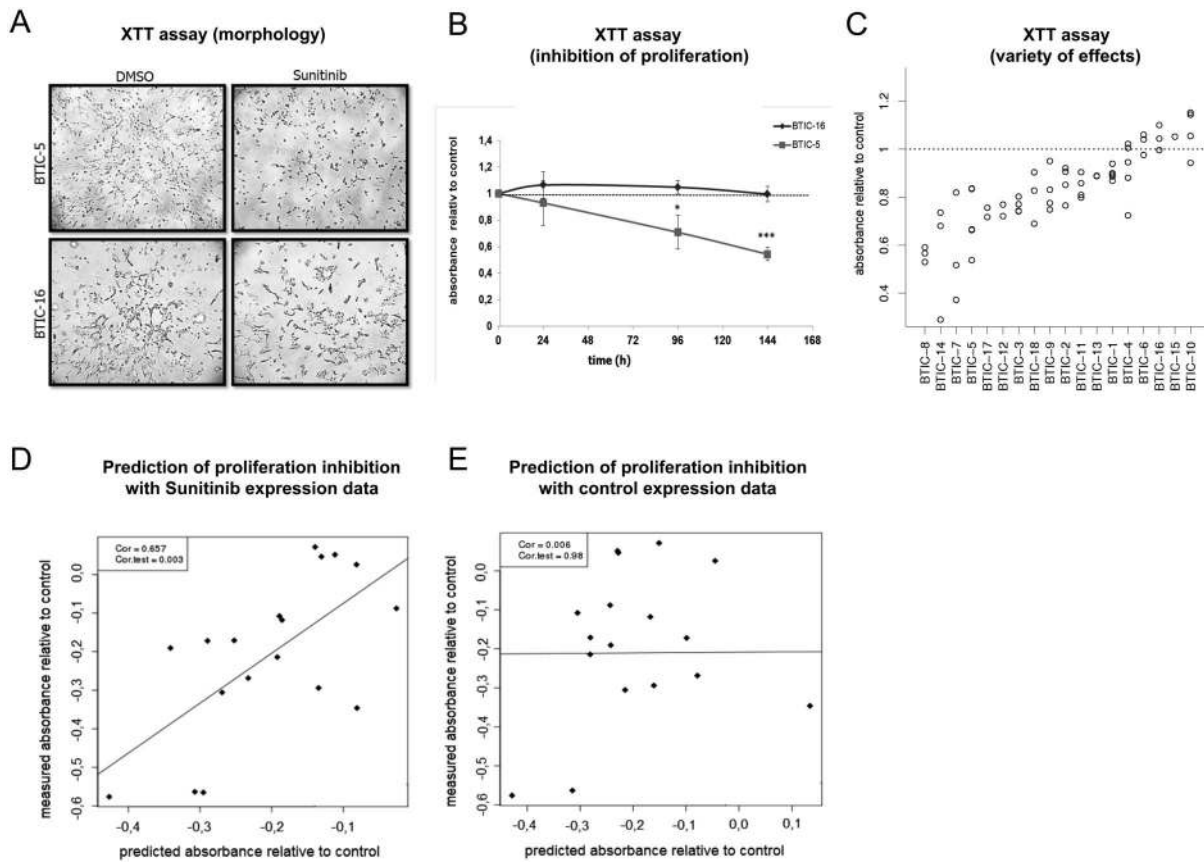 A
XTT assay (morphology)
DMSO
Sunitinib
BTIC-5
BTIC-16
B
XTT assay
(inhibition of proliferation)
absorbance relativ to control
1,4
1,2
1
0,8
0,6
0,4
0,2
0
BTIC-16
BTIC-5
*
***
0
24
48
72
96
120
144
168
time (h)
C
XTT assay
(variety of effects)
absorbance relative to control
1.2
1
0.8
0.6
0.4
BTIC-8
BTIC-14
BTIC-7
BTIC-5
BTIC-17
BTIC-12
BTIC-3
BTIC-18
BTIC-9
BTIC-2
BTIC-11
BTIC-13
BTIC-1
BTIC-4
BTIC-6
BTIC-16
BTIC-15
BTIC-10
D
Prediction of proliferation inhibition
with Sunitinib expression data
Cor = 0.657
Cor.test = 0.003
measured absorbance relative to control
0,0
-0,1
-0,2
-0,3
-0,4
-0,5
-0,6
-0,4
-0,3
-0,2
-0,1
predicted absorbance relative to control
E
Prediction of proliferation inhibition
with control expression data
Cor = 0.006
Cor.test = 0.98
measured absorbance relative to control
0,0
-0,1
-0,2
-0,3
-0,4
-0,5
-0,6
-0,4
-0,3
-0,2
-0,1
0,0
0,1
predicted absorbance relative to control